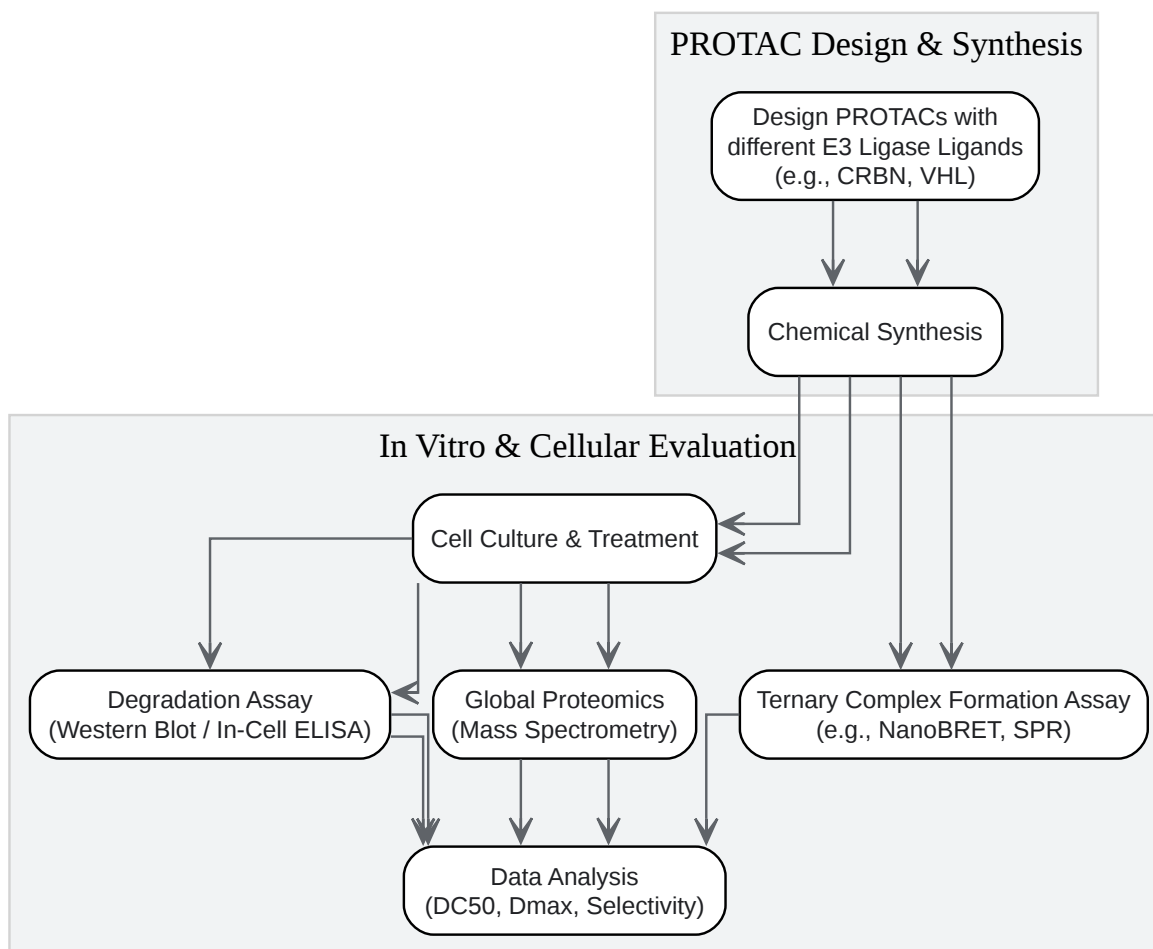 PROTAC Design & Synthesis
Design PROTACs with
different E3 Ligase Ligands
(e.g., CRBN, VHL)
Chemical Synthesis
In Vitro & Cellular Evaluation
Cell Culture & Treatment
Degradation Assay
(Western Blot / In-Cell ELISA)
Global Proteomics
(Mass Spectrometry)
Ternary Complex Formation Assay
(e.g., NanoBRET, SPR)
Data Analysis
(DC50, Dmax, Selectivity)